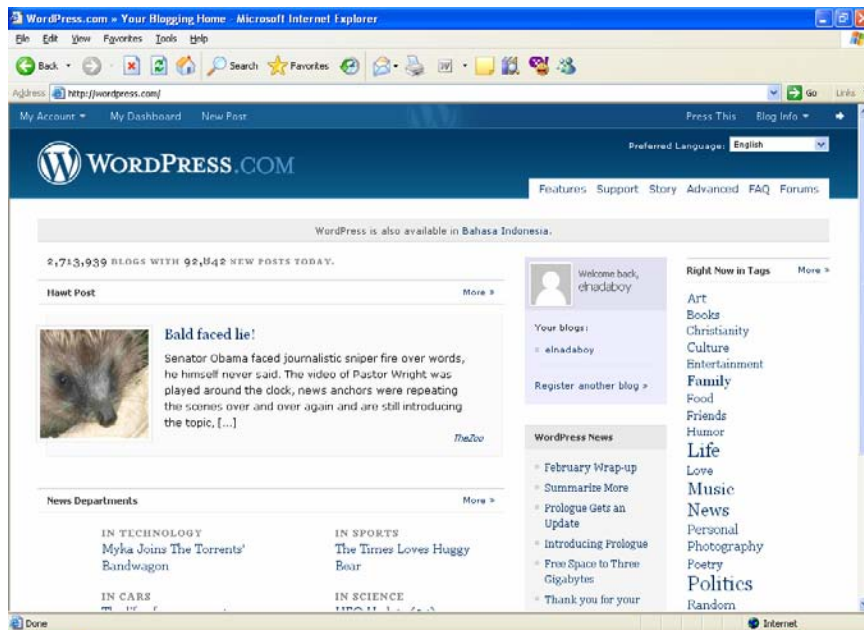 WordPress.com » Your Blogging Home - Microsoft Internet Explorer
File Edit View Favorites Tools Help
Back Search Favorites
Address http://wordpress.com/ Go Links
My Account My Dashboard New Post Press This Blog Info
Preferred Language: English
WORDPRESS.COM
Features Support Story Advanced FAQ Forums
WordPress is also available in Bahasa Indonesia.
2,713,939 BLOGS WITH 92,842 NEW POSTS TODAY.
Hawt Post More »
Bald faced lie!
Senator Obama faced journalistic sniper fire over words,
he himself never said. The video of Pastor Wright was
played around the clock, news anchors were repeating
the scenes over and over again and are still introducing
the topic, [...]
TheZoo
News Departments More »
IN TECHNOLOGY
Myka Joins The Torrents'
Bandwagon
IN SPORTS
The Times Loves Huggy
Bear
IN CARS
IN SCIENCE
Welcome back,
elnadaboy
Your blogs:
elnadaboy
Register another blog »
WordPress News
February Wrap-up
Summarize More
Prologue Gets an
Update
Introducing Prologue
Free Space to Three
Gigabytes
Thank you for your
Right Now in Tags More »
Art
Books
Christianity
Culture
Entertainment
Family
Food
Friends
Humor
Life
Love
Music
News
Personal
Photography
Poetry
Politics
Random
Done Internet